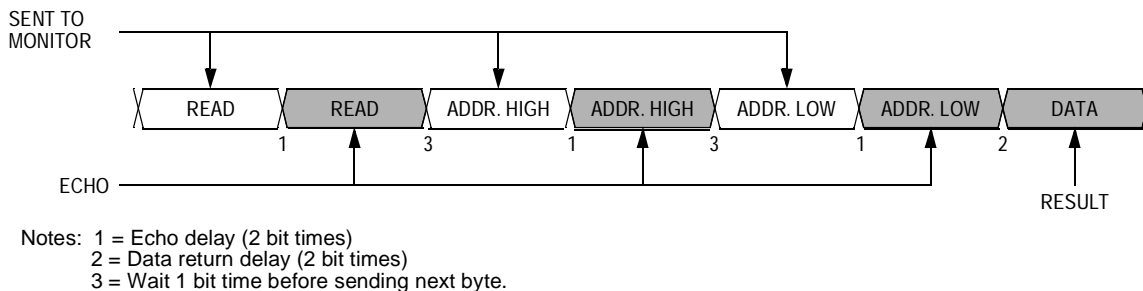 SENT TO
MONITOR
READ READ ADDR. HIGH ADDR. HIGH ADDR. LOW ADDR. LOW DATA
1 3 1 3 1 2
ECHO
RESULT
Notes: 1 = Echo delay (2 bit times)
2 = Data return delay (2 bit times)
3 = Wait 1 bit time before sending next byte.